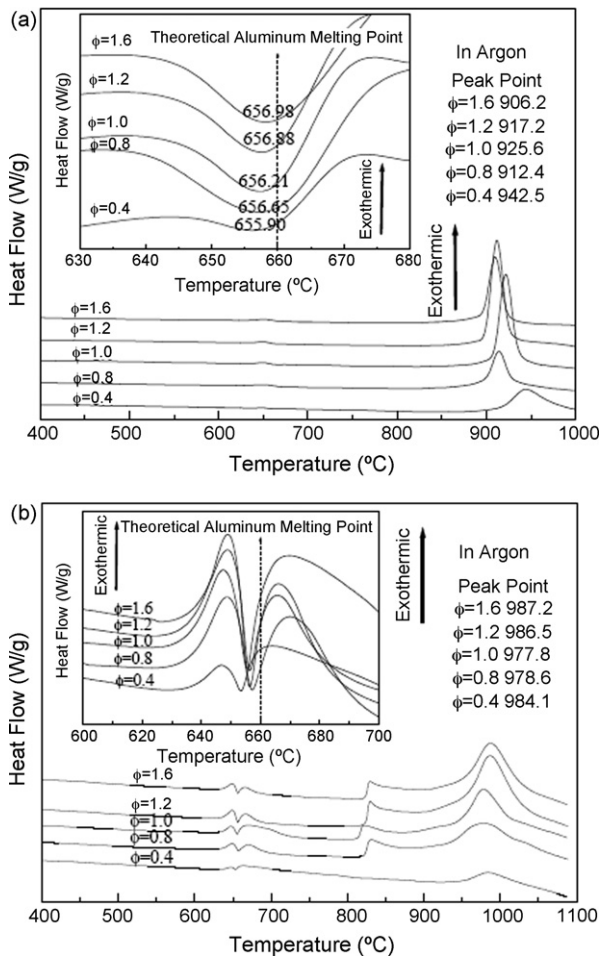 (a)
φ=1.6
φ=1.2
φ=1.0
φ=0.8
φ=0.4
Theoretical Aluminum Melting Point
656.98
656.88
656.21
656.65
655.90
Exothermic
Heat Flow (W/g)
630 640 650 660 670 680
Temperature (ºC)
In Argon
Peak Point
φ=1.6 906.2
φ=1.2 917.2
φ=1.0 925.6
φ=0.8 912.4
φ=0.4 942.5
Exothermic
Heat Flow (W/g)
φ=1.6
φ=1.2
φ=1.0
φ=0.8
φ=0.4
400 500 600 700 800 900 1000
Temperature (ºC)
(b)
Exothermic
Theoretical Aluminum Melting Point
φ=1.6
φ=1.2
φ=1.0
φ=0.8
φ=0.4
Heat Flow (W/g)
600 620 640 660 680 700
Temperature (ºC)
Exothermic
In Argon
Peak Point
φ=1.6 987.2
φ=1.2 986.5
φ=1.0 977.8
φ=0.8 978.6
φ=0.4 984.1
Heat Flow (W/g)
φ=1.6
φ=1.2
φ=1.0
φ=0.8
φ=0.4
400 500 600 700 800 900 1000 1100
Temperature (ºC)